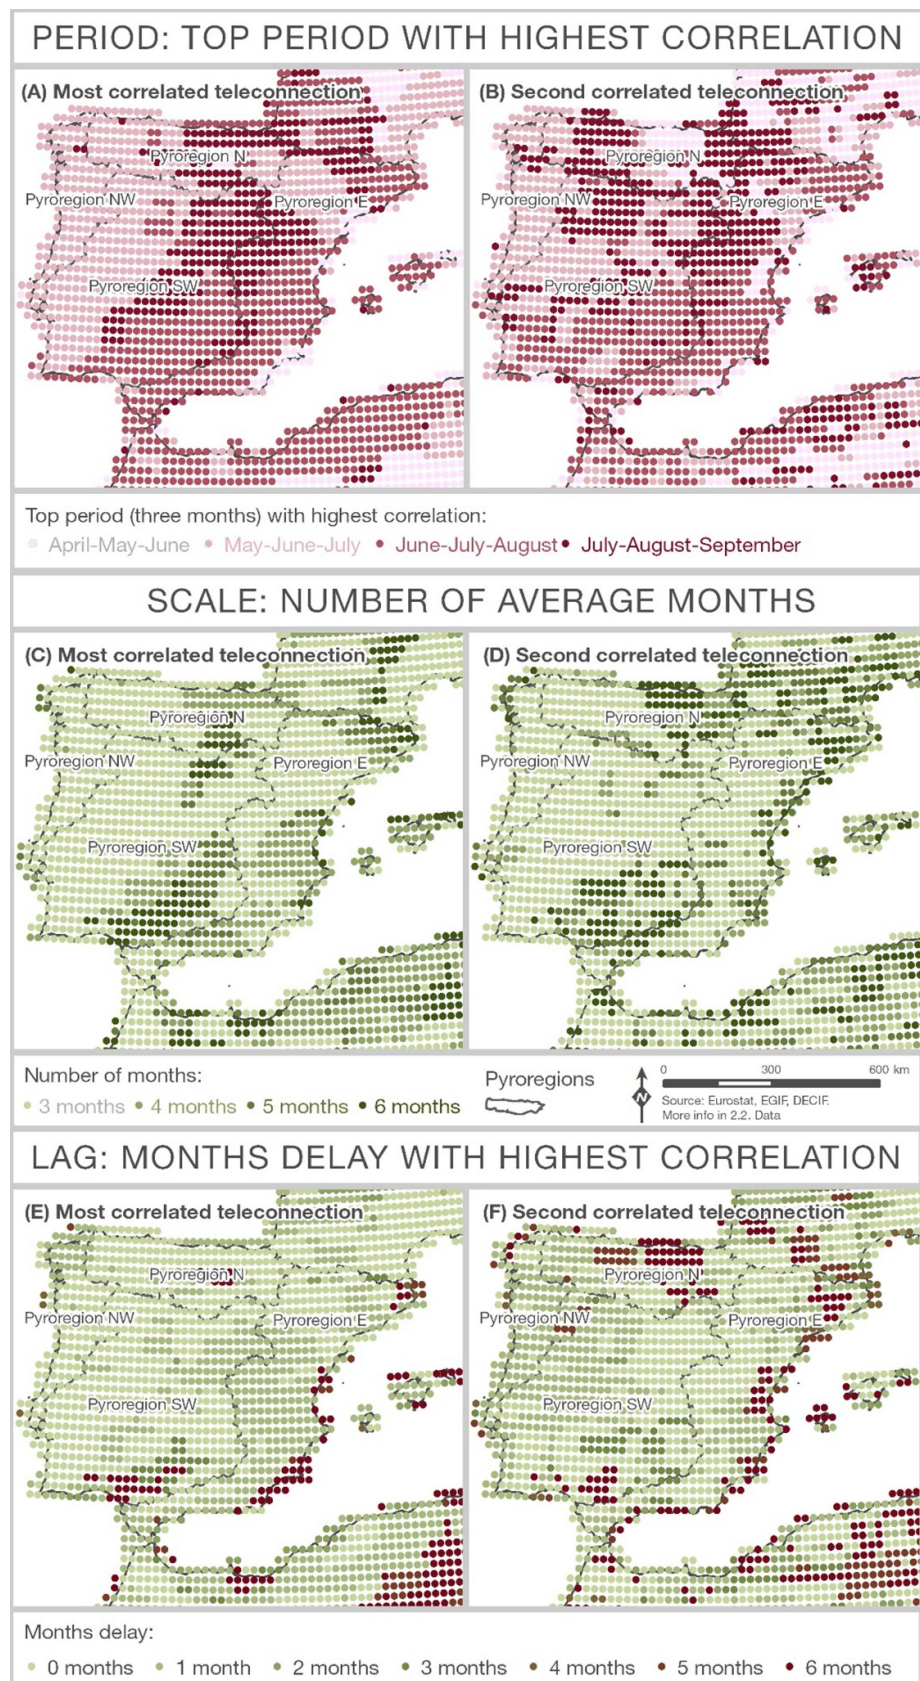 PERIOD: TOP PERIOD WITH HIGHEST CORRELATION
(A) Most correlated teleconnection
(B) Second correlated teleconnection
Pyroregion N
Pyroregion NW
Pyroregion E
Pyroregion SW
Pyroregion N
Pyroregion NW
Pyroregion E
Pyroregion SW
Top period (three months) with highest correlation:
April-May-June May-June-July June-July-August July-August-September
SCALE: NUMBER OF AVERAGE MONTHS
(C) Most correlated teleconnection
(D) Second correlated teleconnection
Pyroregion N
Pyroregion NW
Pyroregion E
Pyroregion SW
Pyroregion N
Pyroregion NW
Pyroregion E
Pyroregion SW
Number of months:
3 months 4 months 5 months 6 months
Pyroregions
N
0 300 600 km
Source: Eurostat, EGIF, DECIF.
More info in 2.2. Data
LAG: MONTHS DELAY WITH HIGHEST CORRELATION
(E) Most correlated teleconnection
(F) Second correlated teleconnection
Pyroregion N
Pyroregion NW
Pyroregion E
Pyroregion SW
Pyroregion N
Pyroregion NW
Pyroregion E
Pyroregion SW
Months delay:
0 months 1 month 2 months 3 months 4 months 5 months 6 months